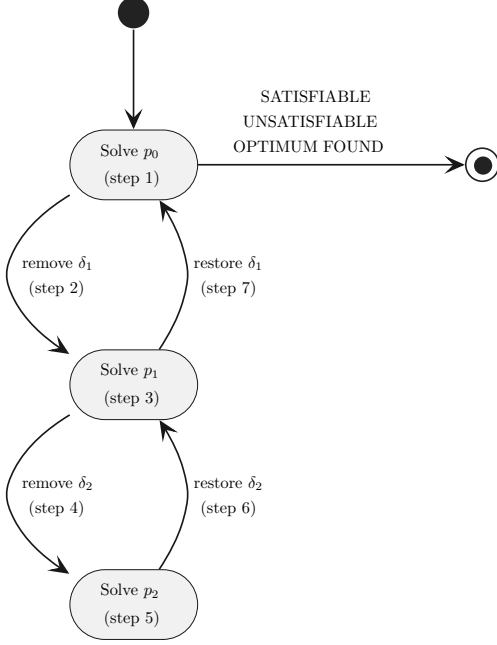 SATISFIABLE
UNSATISFIABLE
OPTIMUM FOUND
Solve p₀
(step 1)
remove δ₁
(step 2)
restore δ₁
(step 7)
Solve p₁
(step 3)
remove δ₂
(step 4)
restore δ₂
(step 6)
Solve p₂
(step 5)